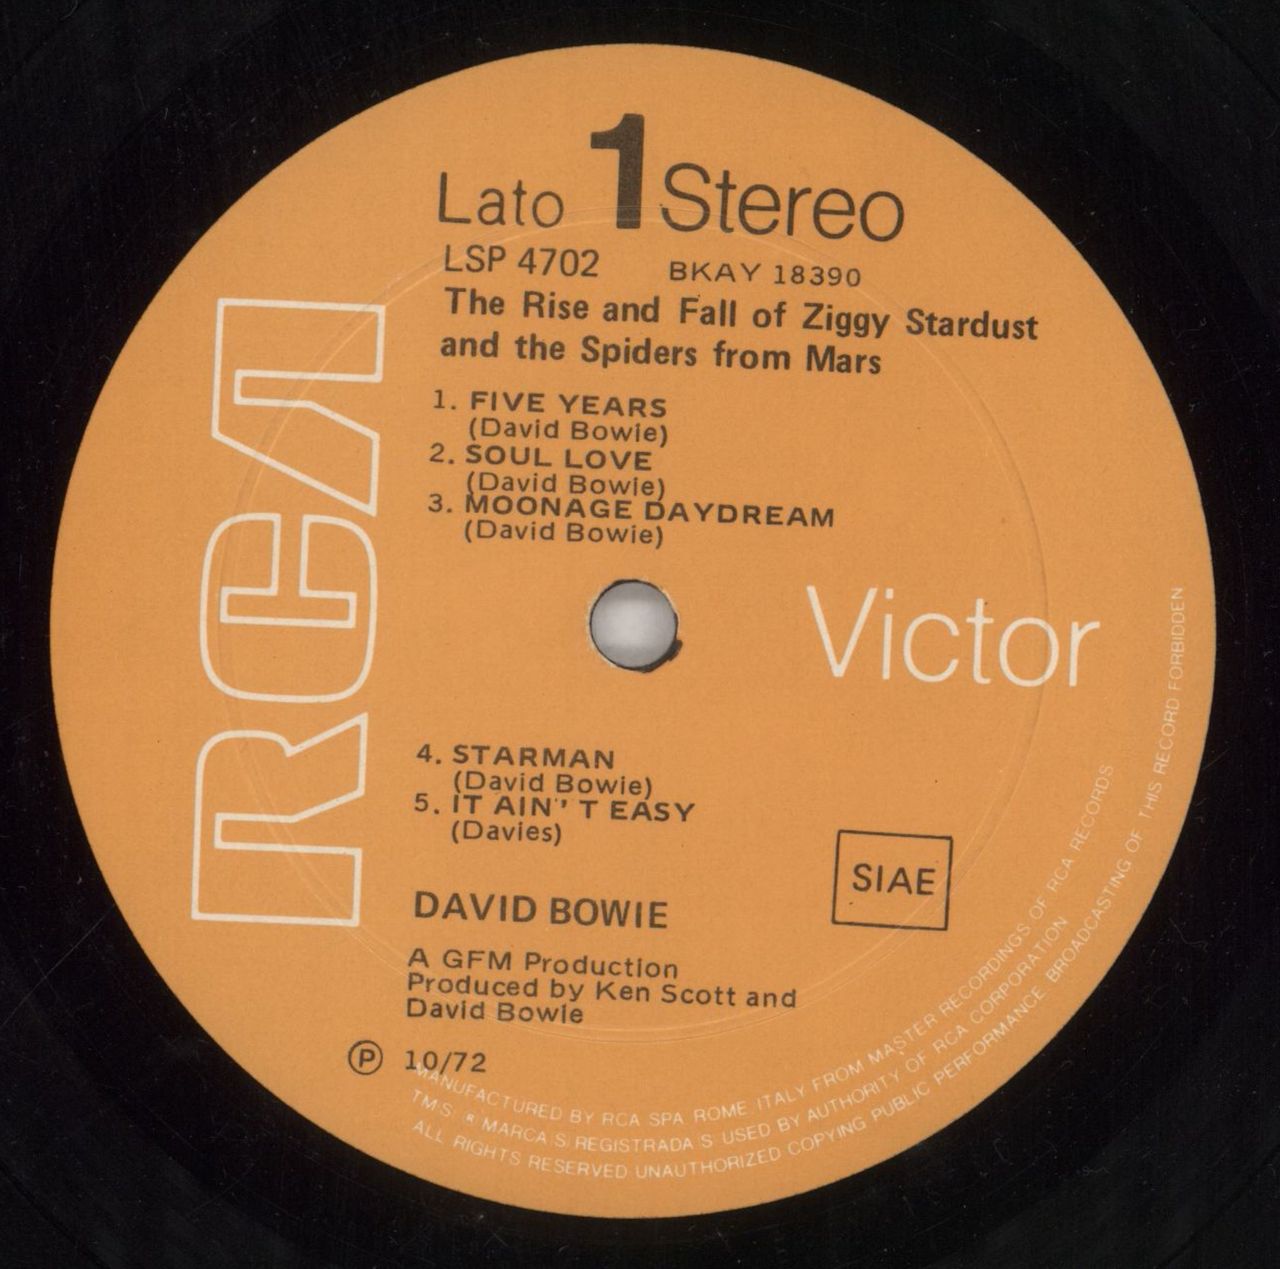 Lato 1 Stereo
LSP 4702 BKAY 18390
The Rise and Fall of Ziggy Stardust
and the Spiders from Mars
1. FIVE YEARS
(David Bowie)
2. SOUL LOVE
(David Bowie)
3. MOONAGE DAYDREAM
(David Bowie)
RCA
Victor
4. STARMAN
(David Bowie)
5. IT AIN'T EASY
(Davies)
SIAE
DAVID BOWIE
A GFM Production
Produced by Ken Scott and
David Bowie
Ⓟ 10/72
MANUFACTURED BY RCA SPA ROME ITALY FROM MASTER RECORDINGS OF RCA RECORDS
TM'S ® MARCA S) REGISTRADA S USED BY AUTHORITY OF RCA CORPORATION
ALL RIGHTS RESERVED UNAUTHORIZED COPYING PUBLIC PERFORMANCE BROADCASTING OF THIS RECORD FORBIDDEN